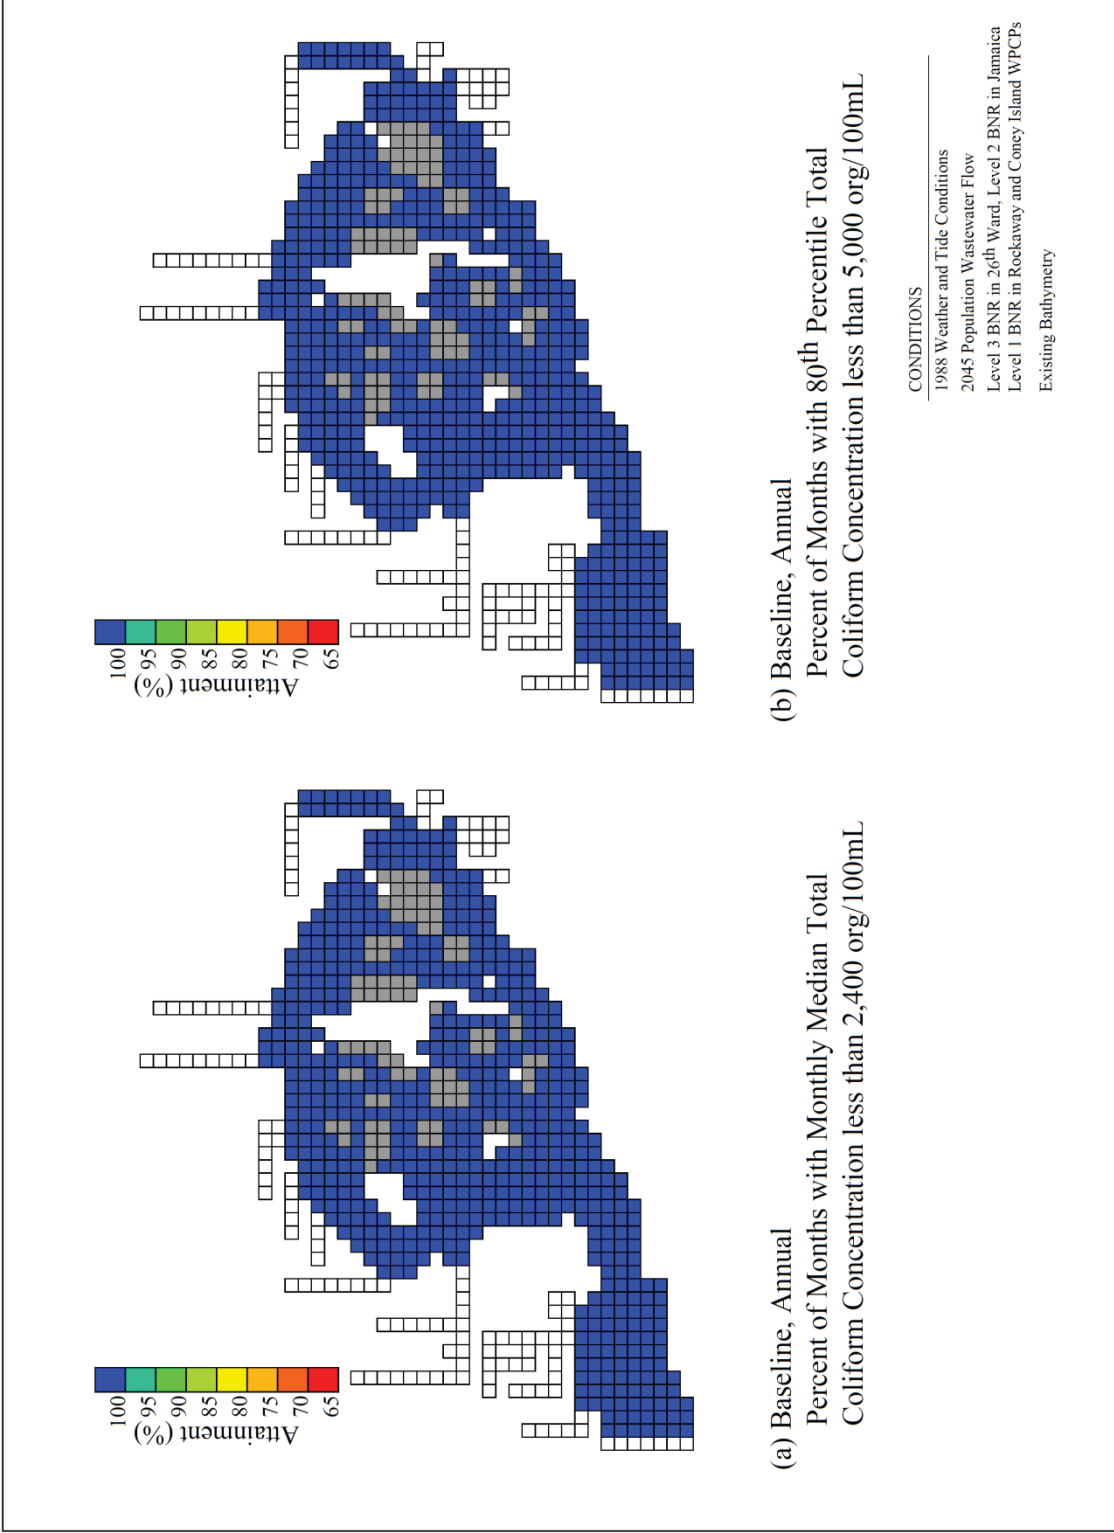 Attainment (%)
100
95
90
85
80
75
70
65
(a) Baseline, Annual
Percent of Months with Monthly Median Total
Coliform Concentration less than 2,400 org/100mL
Attainment (%)
100
95
90
85
80
75
70
65
(b) Baseline, Annual
Percent of Months with 80th Percentile Total
Coliform Concentration less than 5,000 org/100mL
CONDITIONS
1988 Weather and Tide Conditions
2045 Population Wastewater Flow
Level 3 BNR in 26th Ward, Level 2 BNR in Jamaica
Level 1 BNR in Rockaway and Coney Island WPCPs
Existing Bathymetry